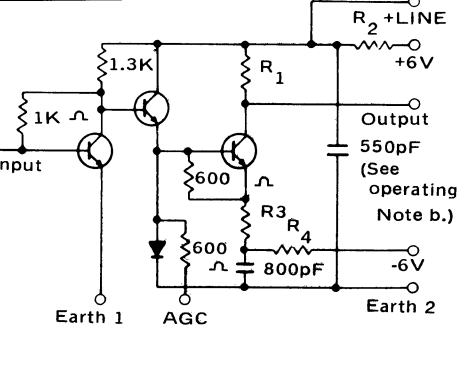 R2 +LINE
1.3K
R1
+6V
1K
Output
550pF
(See
operating
Note b.)
nput
600
R3
R4
600
800pF
-6V
Earth 1
AGC
Earth 2